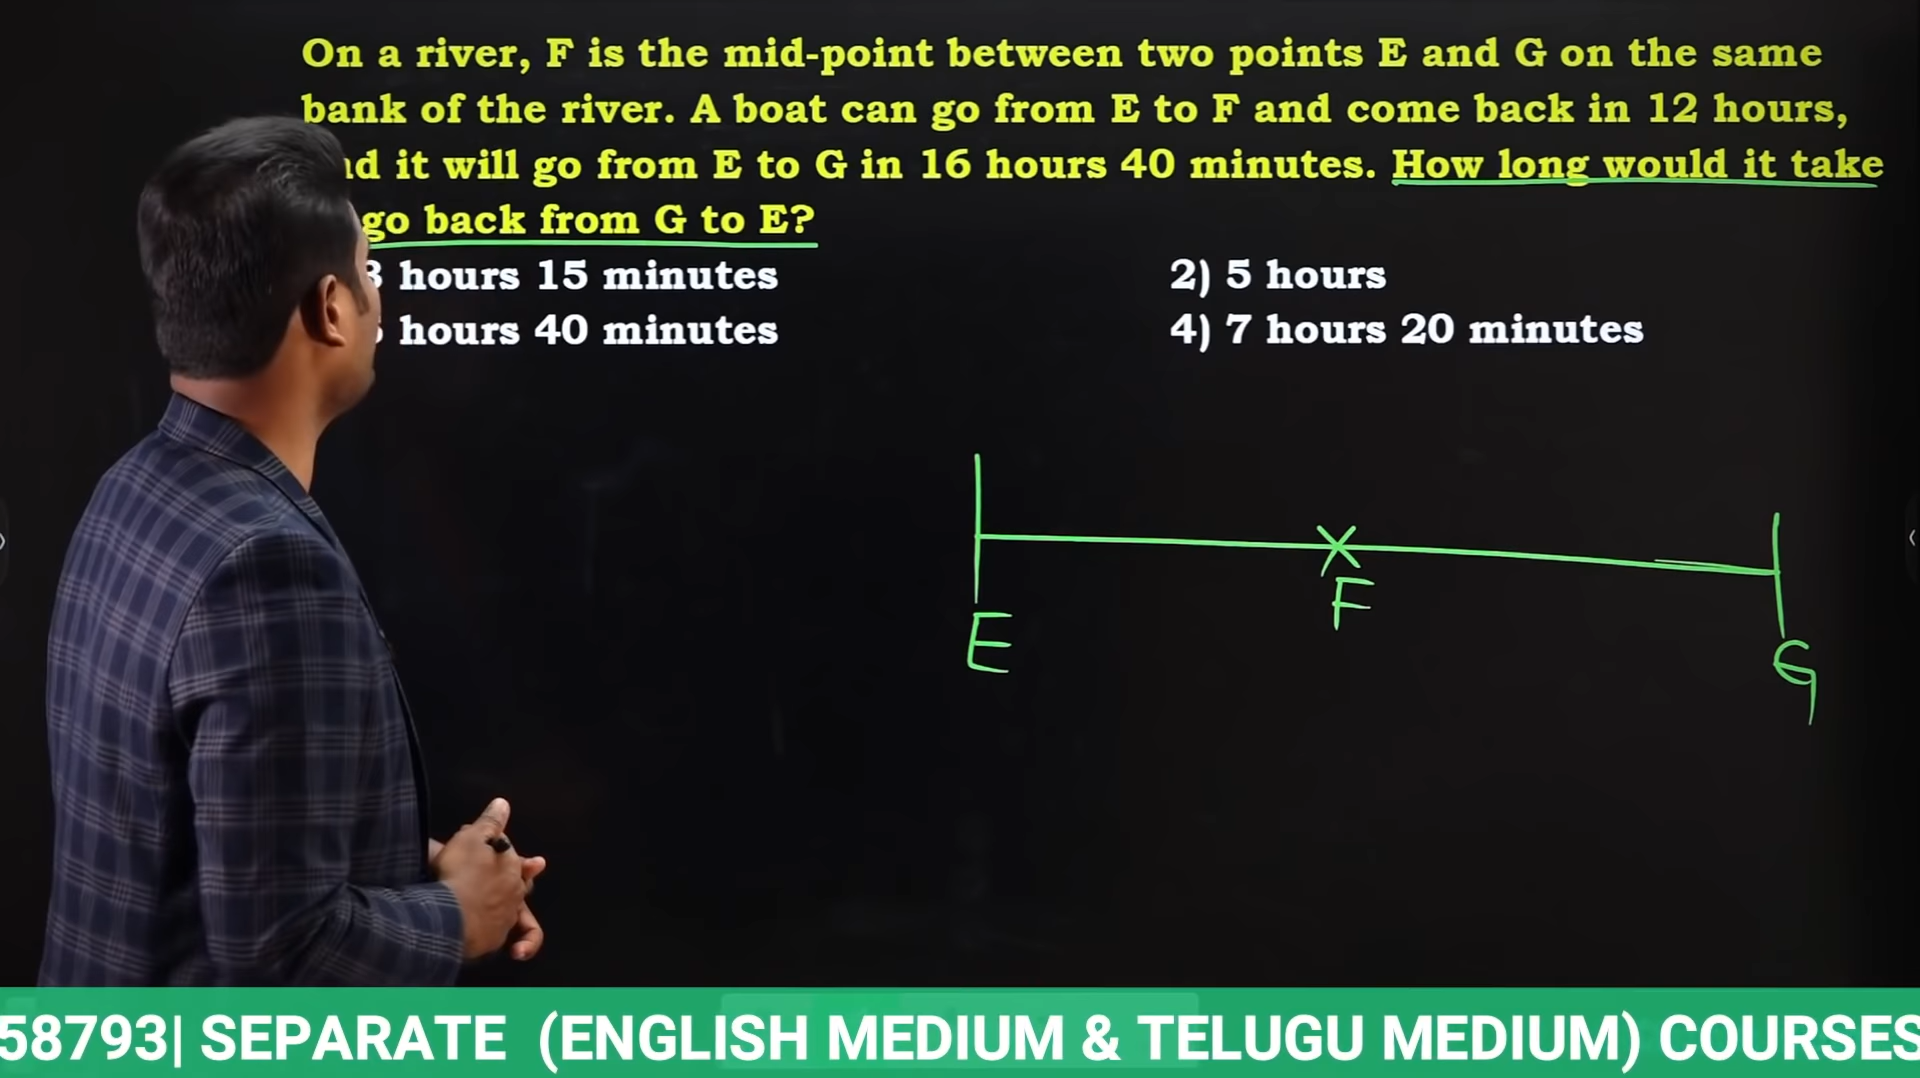 On a river, F is the mid-point between two points E and G on the same
bank of the river. A boat can go from E to F and come back in 12 hours,
it will go from E to G in 16 hours 40 minutes. How long would it take
go back from G to E?
hours 15 minutes 2) 5 hours
hours 40 minutes 4) 7 hours 20 minutes
F
E G
58793| SEPARATE (ENGLISH MEDIUM & TELUGU MEDIUM) COURSES